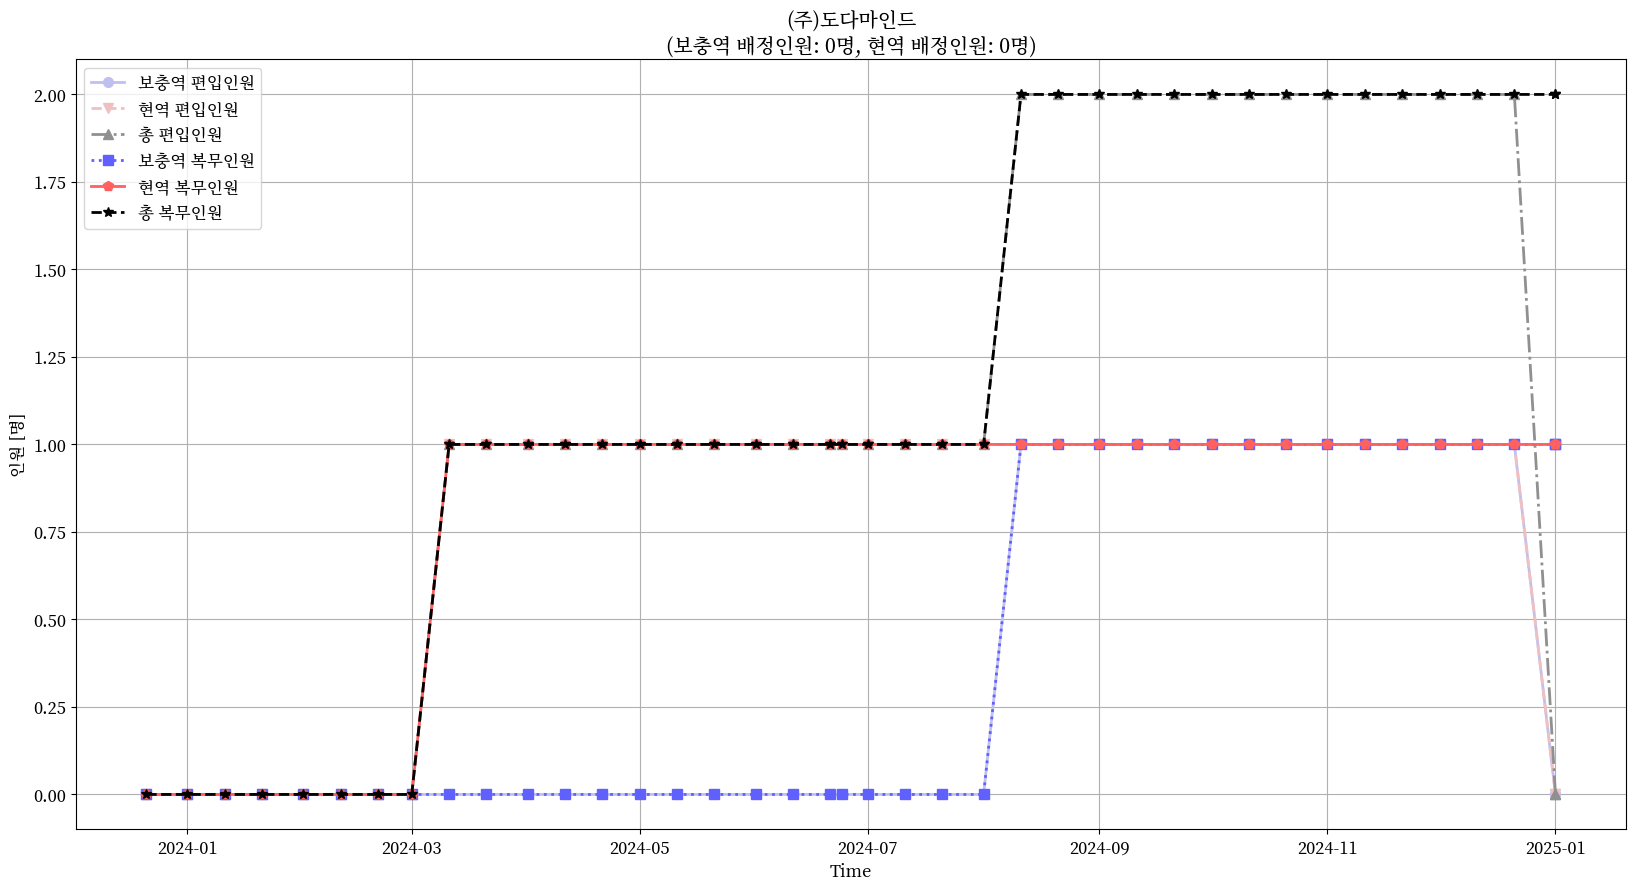 (주)도다마인드
(보충역 배정인원: 0명, 현역 배정인원: 0명)
보충역 편입인원
현역 편입인원
총 편입인원
보충역 복무인원
현역 복무인원
총 복무인원
2.00
1.75
1.50
1.25
1.00
0.75
0.50
0.25
0.00
인원 [명]
2024-01
2024-03
2024-05
2024-07
2024-09
2024-11
2025-01
Time